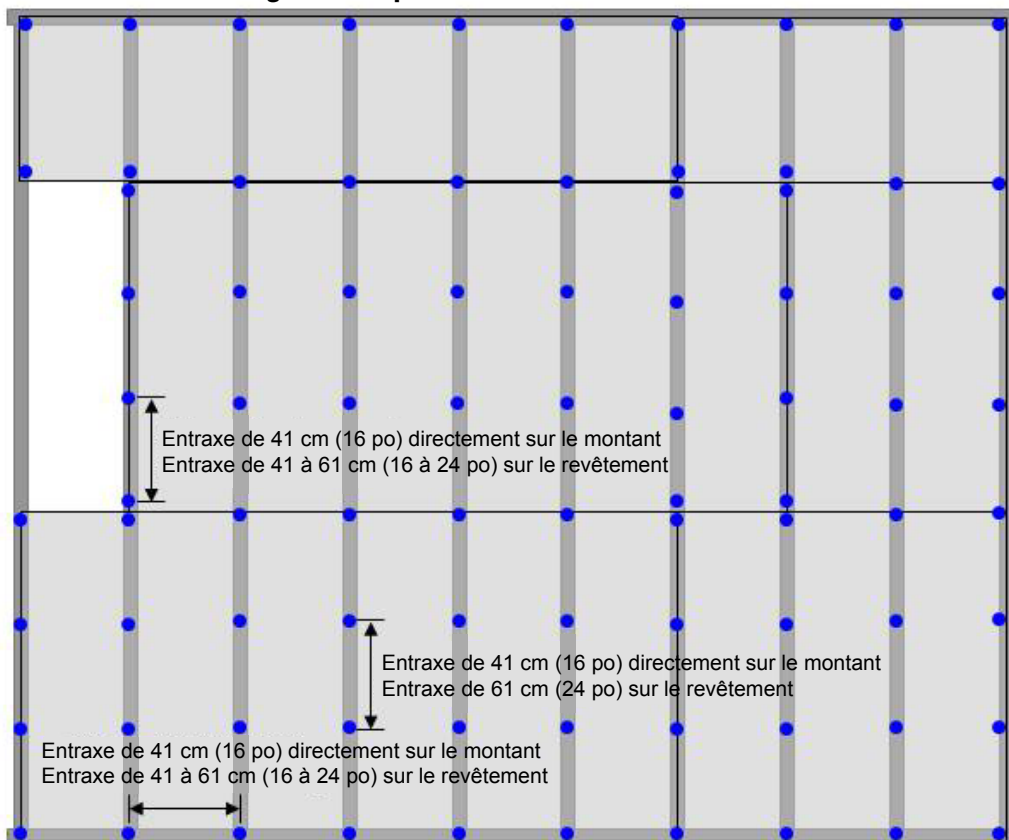 Entraxe de 41 cm (16 po) directement sur le montant
Entraxe de 41 à 61 cm (16 à 24 po) sur le revêtement
Entraxe de 41 cm (16 po) directement sur le montant
Entraxe de 61 cm (24 po) sur le revêtement
Entraxe de 41 cm (16 po) directement sur le montant
Entraxe de 41 à 61 cm (16 à 24 po) sur le revêtement